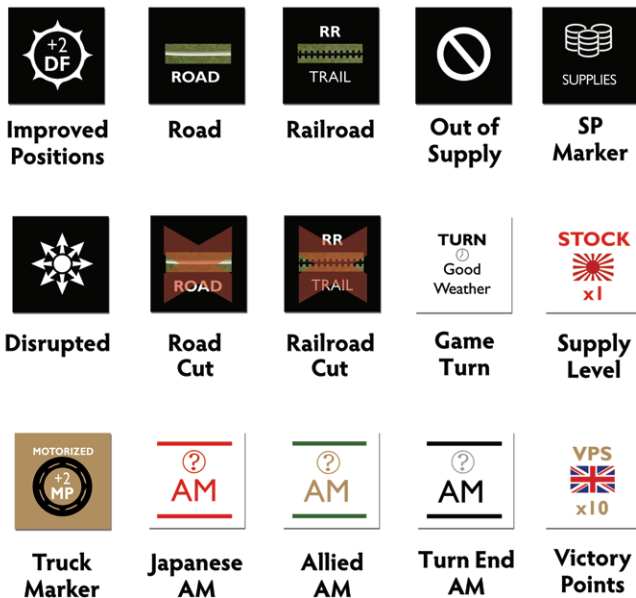 +2
DF
ROAD
RR
TRAIL
SUPPLIES
Improved
Positions
Road
Railroad
Out of
Supply
SP
Marker
ROAD
RR
TRAIL
TURN
Good
Weather
STOCK
x1
Disrupted
Road
Cut
Railroad
Cut
Game
Turn
Supply
Level
MOTORIZED
+2
MP
?
AM
?
AM
?
AM
VPS
x10
Truck
Marker
Japanese
AM
Allied
AM
Turn End
AM
Victory
Points